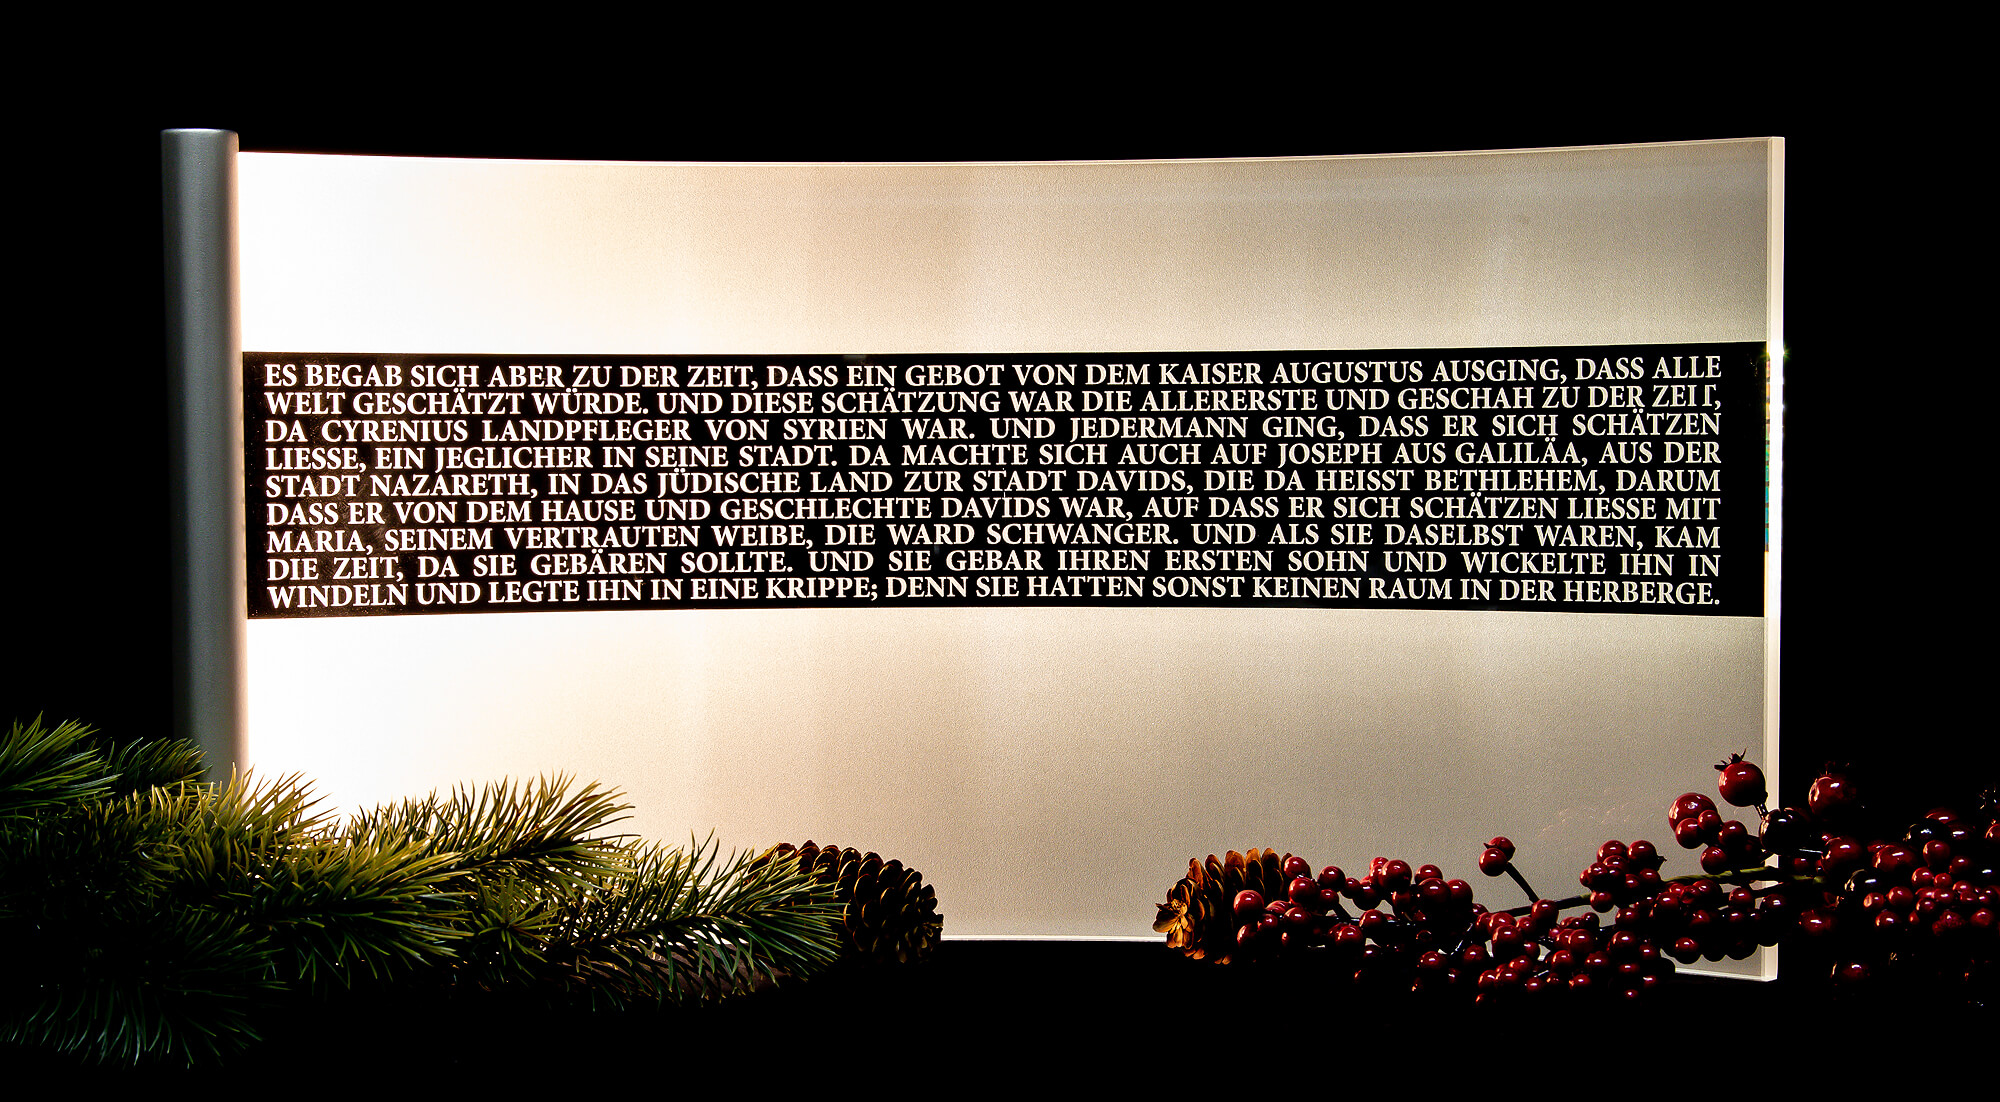 ES BEGAB SICH ABER ZU DER ZEIT, DASS EIN GEBOT VON DEM KAISER AUGUSTUS AUSGING, DASS ALLE
WELT GESCHÄTZT WÜRDE. UND DIESE SCHÄTZUNG WAR DIE ALLERERSTE UND GESCHAH ZU DER ZEIT,
DA CYRENIUS LANDPFLEGER VON SYRIEN WAR. UND JEDERMANN GING, DASS ER SICH SCHÄTZEN
LIESSE, EIN JEGLICHER IN SEINE STADT. DA MACHTE SICH AUCH AUF JOSEPH AUS GALILÄA, AUS DER
STADT NAZARETH, IN DAS JÜDISCHE LAND ZUR STADT DAVIDS, DIE DA HEISST BETHLEHEM, DARUM
DASS ER VON DEM HAUSE UND GESCHLECHTE DAVIDS WAR, AUF DASS ER SICH SCHÄTZEN LIESSE MIT
MARIA, SEINEM VERTRAUTEN WEIBE, DIE WARD SCHWANGER. UND ALS SIE DASELBST WAREN, KAM
DIE ZEIT, DA SIE GEBÄREN SOLLTE. UND SIE GEBAR IHREN ERSTEN SOHN UND WICKELTE IHN IN
WINDELN UND LEGTE IHN IN EINE KRIPPE; DENN SIE HATTEN SONST KEINEN RAUM IN DER HERBERGE.